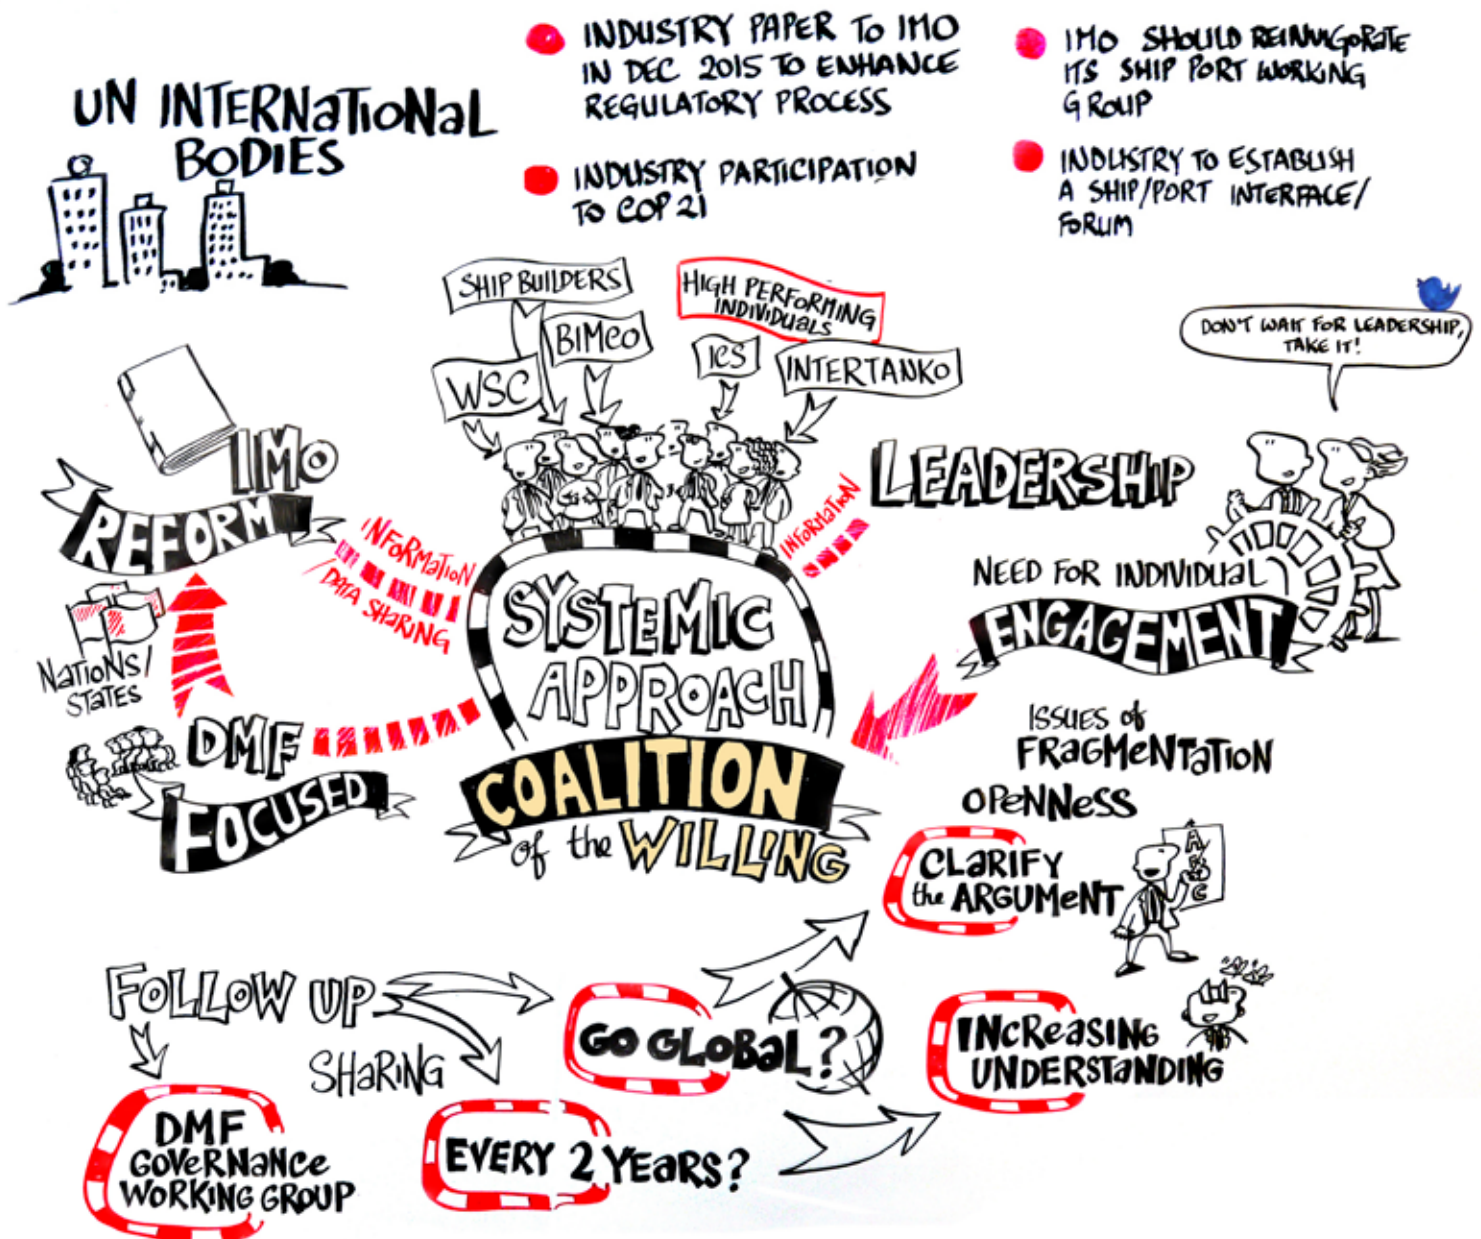 UN INTERNATIONAL
BODIES
INDUSTRY PAPER TO IMO
IN DEC 2015 TO ENHANCE
REGULATORY PROCESS
INDUSTRY PARTICIPATION
TO COP 21
IMO SHOULD REINVIGORATE
ITS SHIP PORT WORKING
GROUP
INDUSTRY TO ESTABLISH
A SHIP/PORT INTERFACE/
FORUM
SHIP BUILDERS
BIMCO
WSC
HIGH PERFORMING
INDIVIDUALS
ICS
INTERTANKO
DON'T WAIT FOR LEADERSHIP,
TAKE IT!
IMO
REFORM
INFORMATION
/DATA SHARING
NATIONS/
STATES
DMF
FOCUSED
SYSTEMIC
APPROACH
COALITION
of the WILLING
INFORMATION
LEADERSHIP
NEED FOR INDIVIDUAL
ENGAGEMENT
ISSUES of
FRAGMENTATION
OPENNESS
CLARIFY
the ARGUMENT
A
B
C
FOLLOW UP
SHARING
GO GLOBAL?
INCREASING
UNDERSTANDING
DMF
GOVERNANCE
WORKING GROUP
EVERY 2 YEARS?